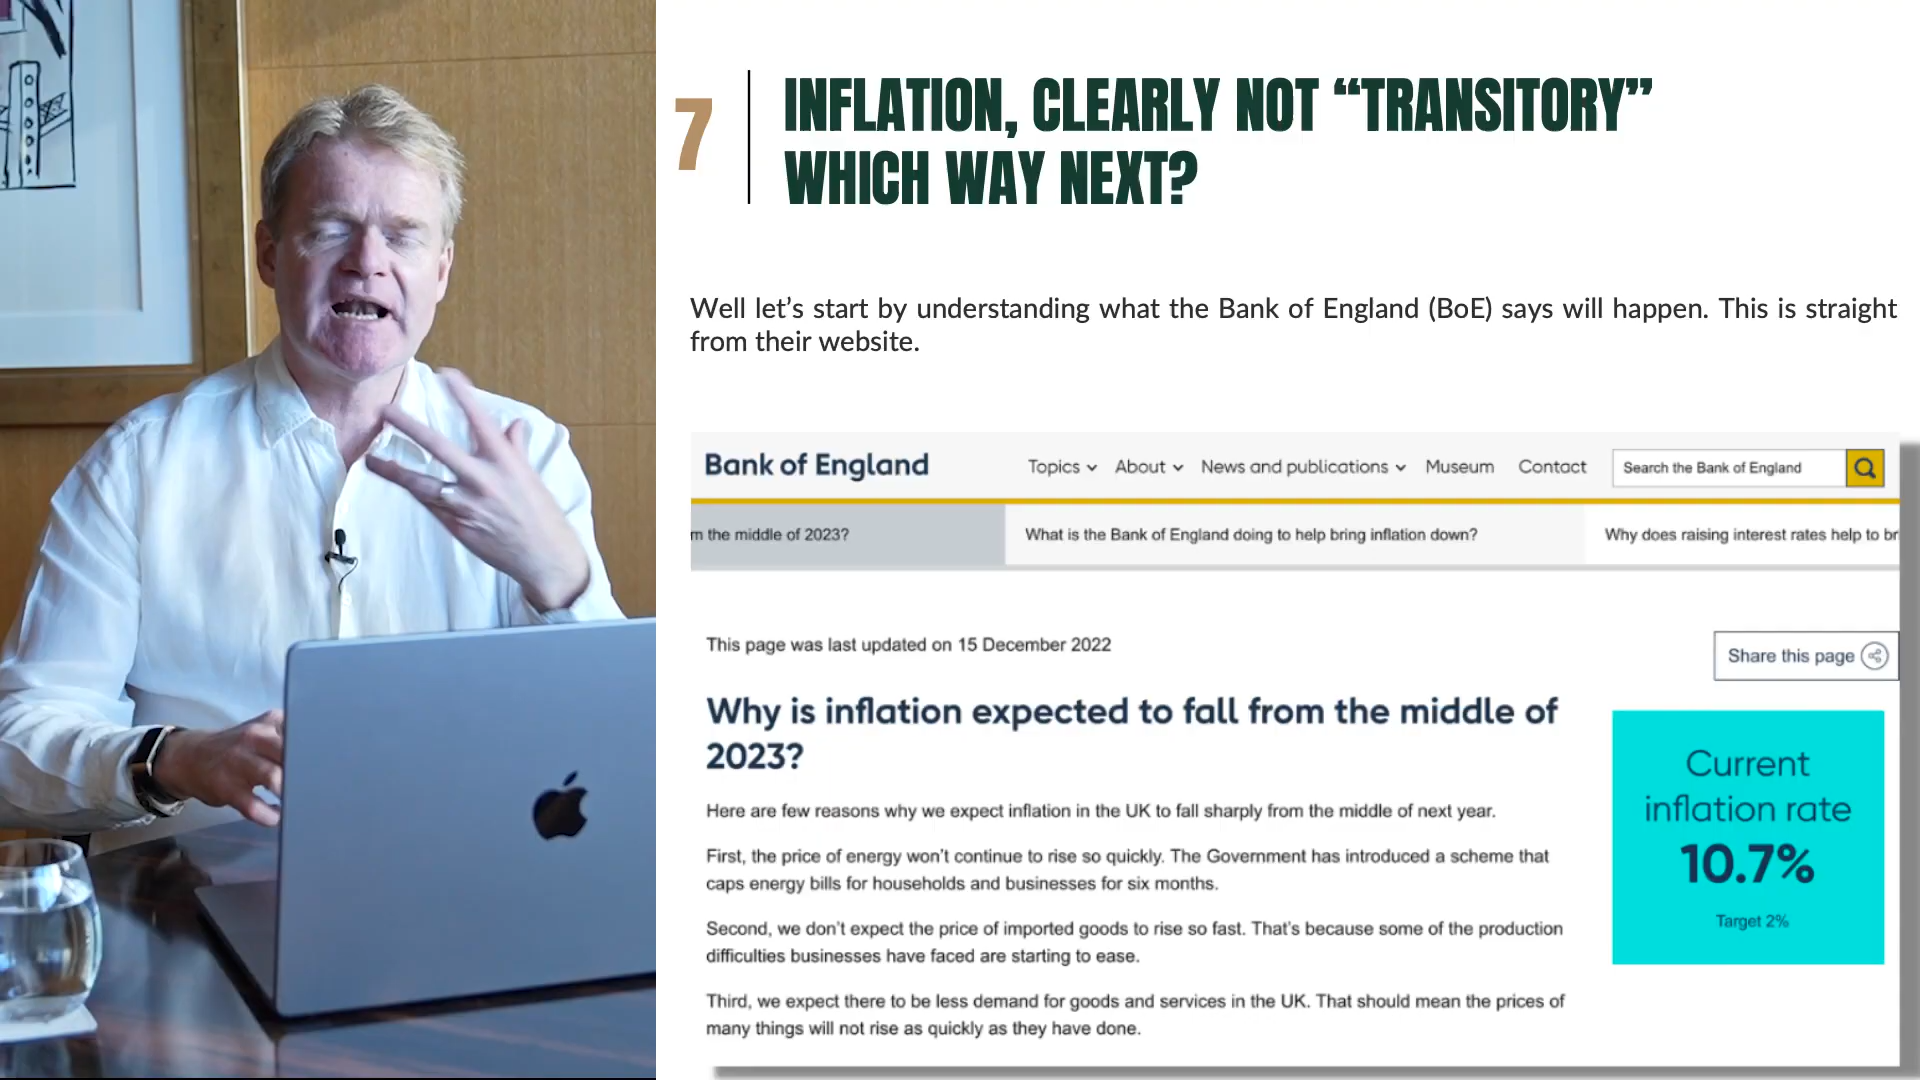 7
INFLATION, CLEARLY NOT “TRANSITORY”
WHICH WAY NEXT?
Well let’s start by understanding what the Bank of England (BoE) says will happen. This is straight
from their website.
Bank of England
Topics About News and publications Museum Contact Search the Bank of England
m the middle of 2023? What is the Bank of England doing to help bring inflation down? Why does raising interest rates help to br
This page was last updated on 15 December 2022
Share this page
Why is inflation expected to fall from the middle of
2023?
Here are few reasons why we expect inflation in the UK to fall sharply from the middle of next year.
First, the price of energy won’t continue to rise so quickly. The Government has introduced a scheme that
caps energy bills for households and businesses for six months.
Second, we don’t expect the price of imported goods to rise so fast. That’s because some of the production
difficulties businesses have faced are starting to ease.
Third, we expect there to be less demand for goods and services in the UK. That should mean the prices of
many things will not rise as quickly as they have done.
Current
inflation rate
10.7%
Target 2%